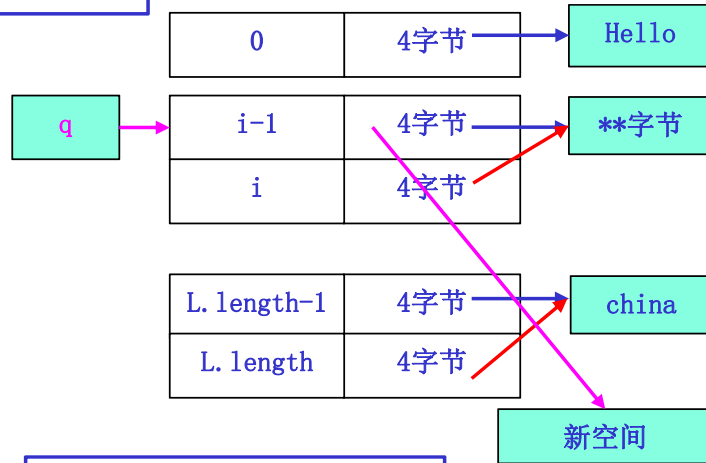 0 4字节 Hello
q i-1 4字节 **字节
i 4字节
L.length-1 4字节 china
L.length 4字节
新空间